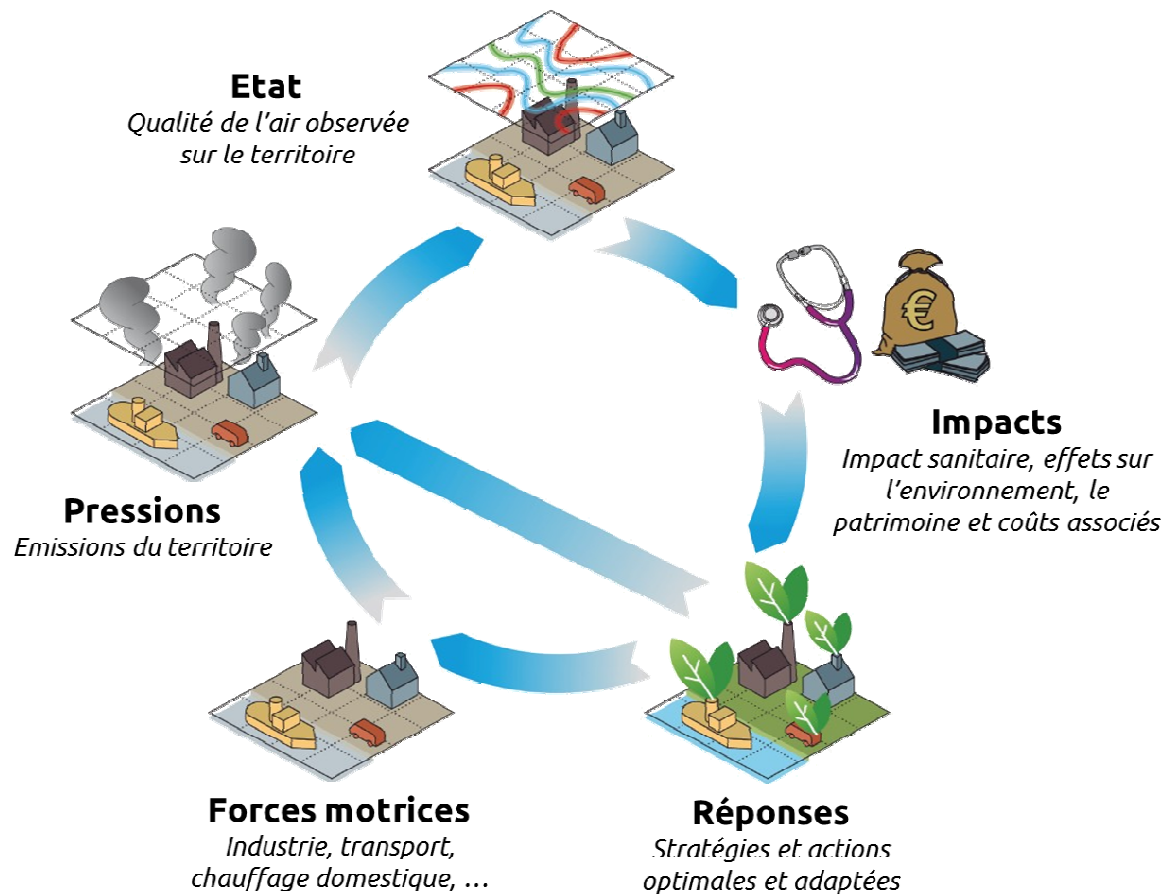 Etat
Qualité de l'air observée
sur le territoire
€
Impacts
Impact sanitaire, effets sur
l'environnement, le
patrimoine et coûts associés
Pressions
Emissions du territoire
Forces motrices
Industrie, transport,
chauffage domestique, ...
Réponses
Stratégies et actions
optimales et adaptées